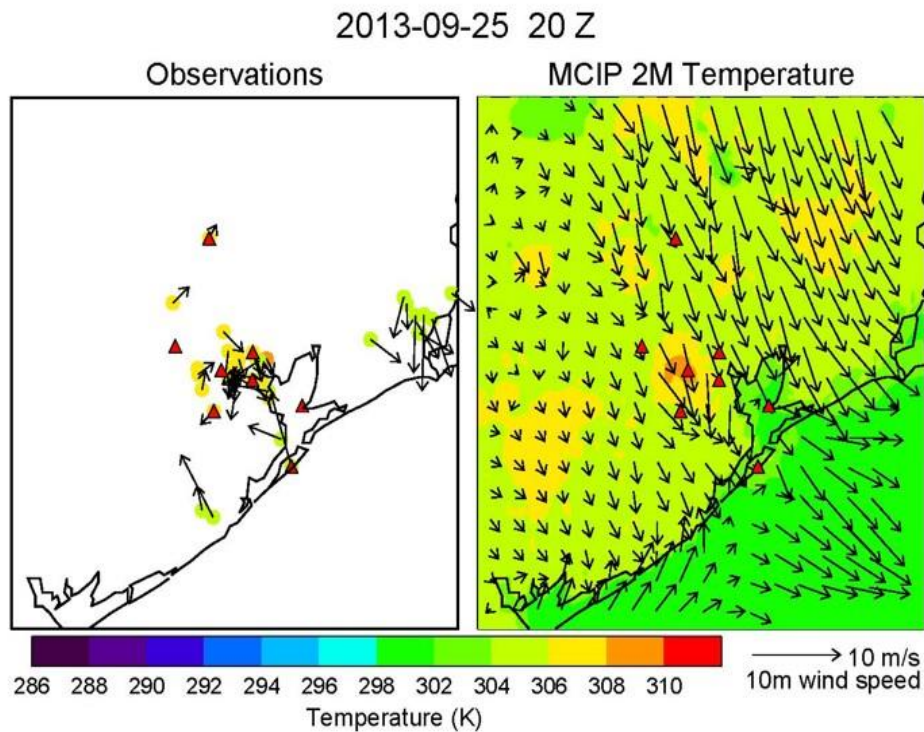 2013-09-25 20 Z
Observations
MCIP 2M Temperature
286 288 290 292 294 296 298 302 304 306 308 310
Temperature (K)
10 m/s
10m wind speed